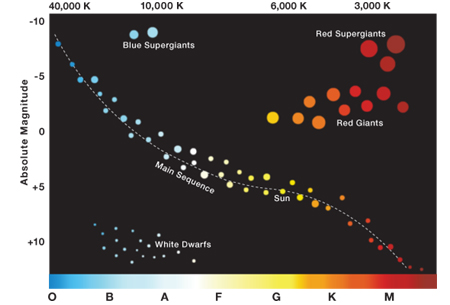 40,000 K 10,000 K 6,000 K 3,000 K
-10
Red Supergiants
Blue Supergiants
-5
Absolute Magnitude
0
Red Giants
Main Sequence
+5
Sun
White Dwarfs
+10
O B A F G K M